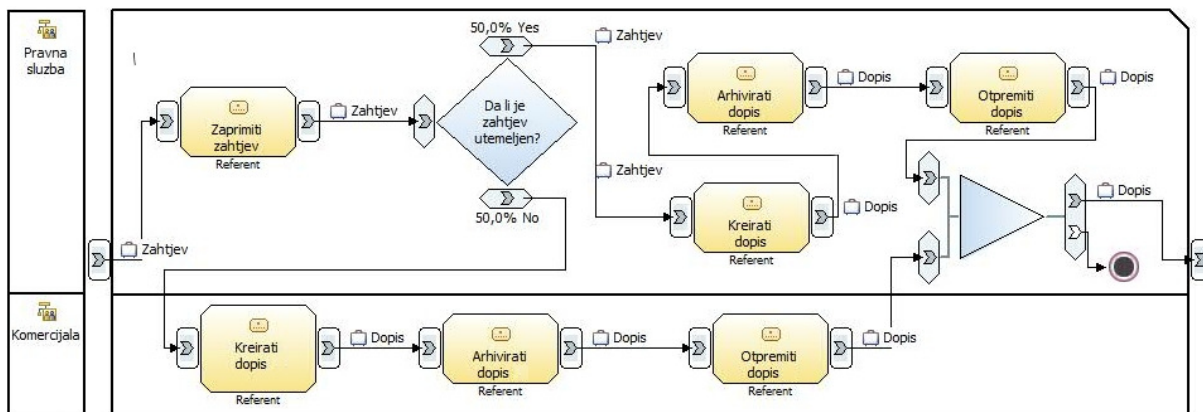 Pravna
sluzba
Zahtjev
Zaprimiti
zahtjev
Referent
Zahtjev
50,0% Yes
Da li je
zahtjev
utemeljen?
50,0% No
Zahtjev
Zahtjev
Kreirati
dopis
Referent
Dopis
Arhivirati
dopis
Referent
Dopis
Otpremiti
dopis
Referent
Dopis
Dopis
Komercijala
Kreirati
dopis
Referent
Dopis
Arhivirati
dopis
Referent
Dopis
Otpremiti
dopis
Referent
Dopis